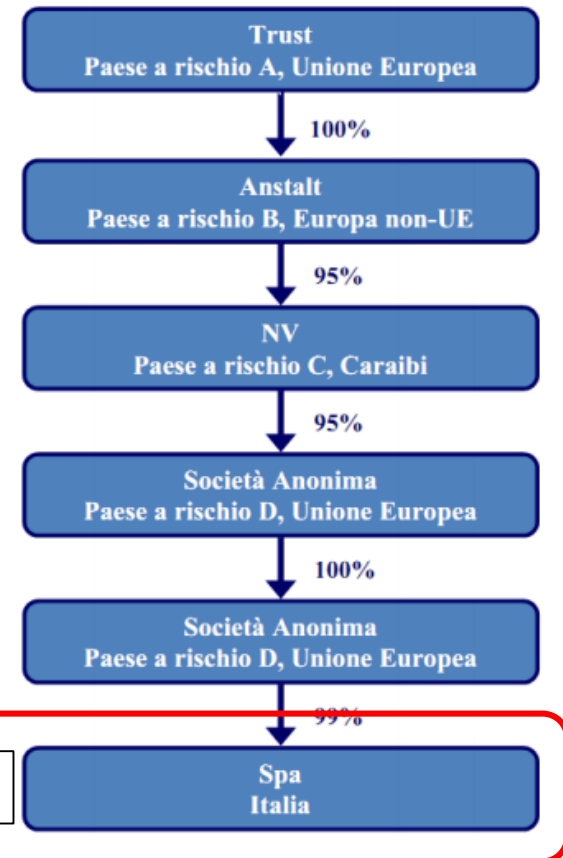 Trust
Paese a rischio A, Unione Europea
100%
Anstalt
Paese a rischio B, Europa non-UE
95%
NV
Paese a rischio C, Caraibi
95%
Società Anonima
Paese a rischio D, Unione Europea
100%
Società Anonima
Paese a rischio D, Unione Europea
99%
Spa
Italia